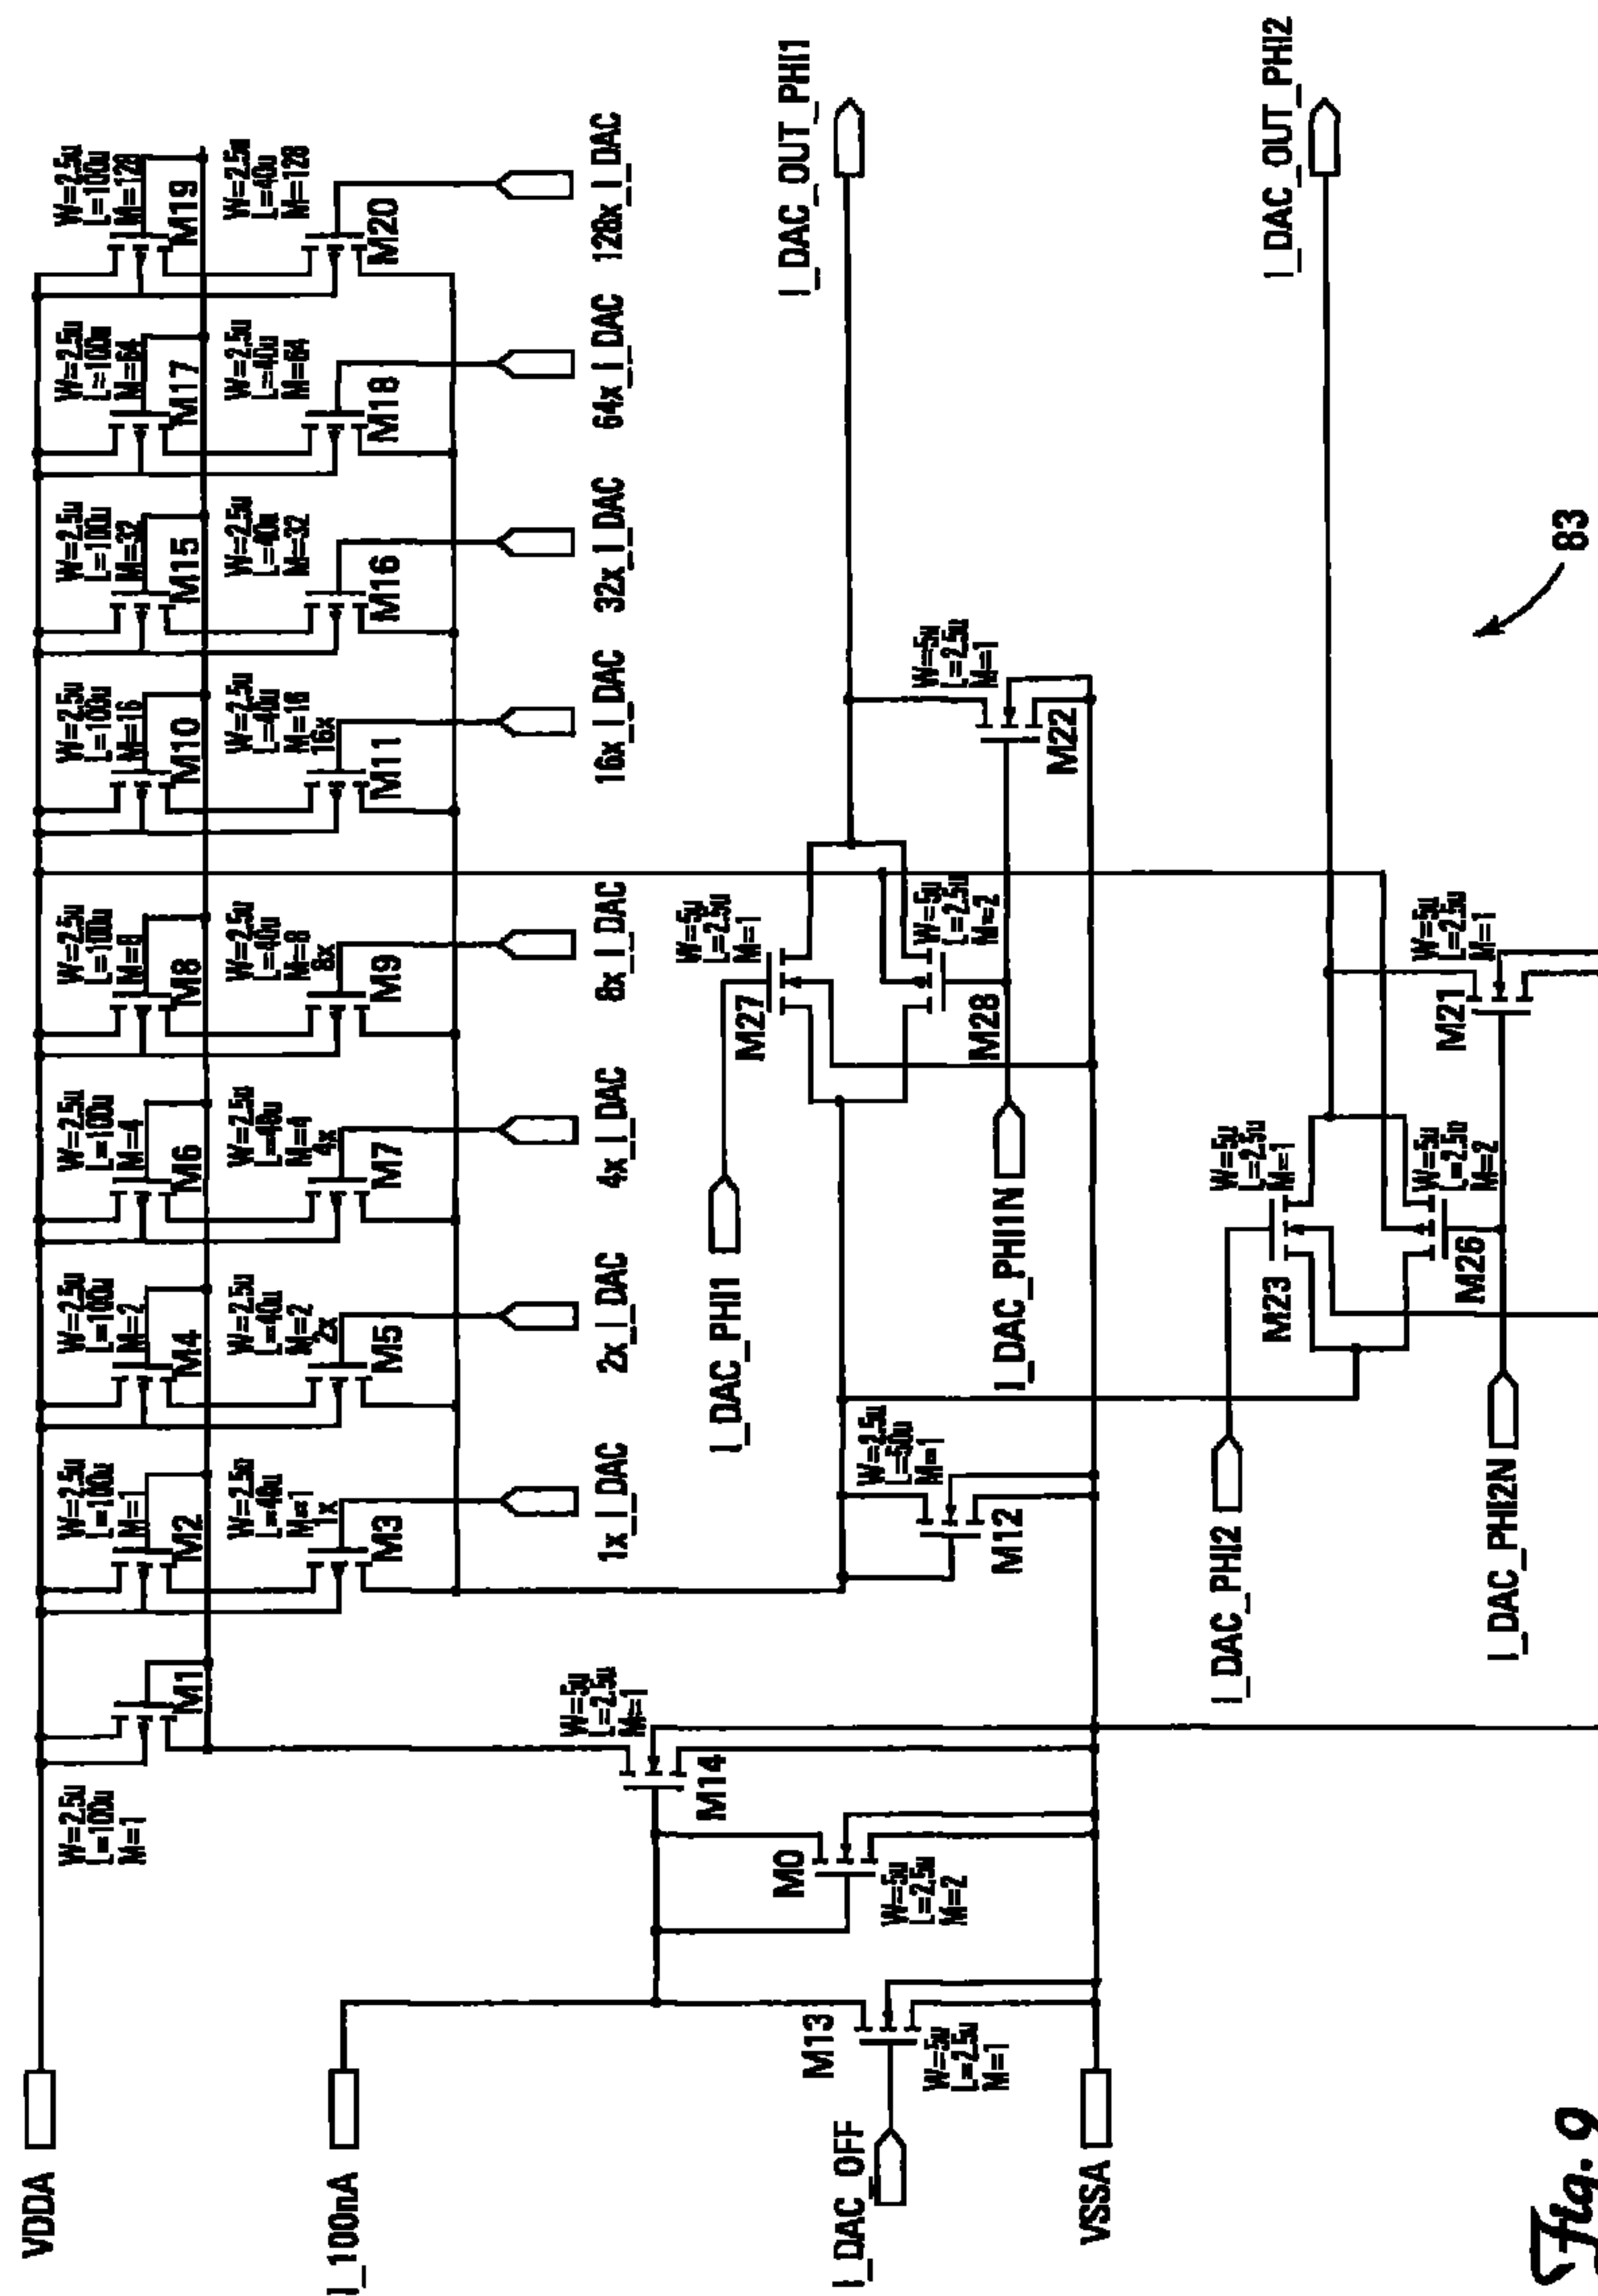 VDDA
W=2.5u
L=100u
M=1
M1
W=2.5u
L=100u
M=1
M2
W=2.5u
L=100u
M=2
M4
W=2.5u
L=100u
M=4
M6
W=2.5u
L=100u
M=8
M8
W=2.5u
L=100u
M=16
M10
W=2.5u
L=100u
M=32
M15
W=2.5u
L=100u
M=64
M17
W=2.5u
L=100u
M=128
M19
W=2.5u
L=40u
M=1
1x
M3
W=2.5u
L=40u
M=2
2x
M5
W=2.5u
L=40u
M=4
4x
M7
W=2.5u
L=40u
M=8
8x
M9
W=2.5u
L=40u
M=16
16x
M11
W=2.5u
L=40u
M=32
M16
W=2.5u
L=40u
M=64
M18
W=2.5u
L=40u
M=128
M20
I_100nA
1x_I_DAC
2x_I_DAC
4x_I_DAC
8x_I_DAC
16x_I_DAC
32x_I_DAC
64x_I_DAC
128x_I_DAC
W=5u
L=2.5u
M=1
M14
M0
W=5u
L=2.5u
M=2
M13
W=5u
L=2.5u
M=1
I_DAC_OFF
VSSA
I_DAC_PHI1
W=5u
L=2.5u
M=1
M27
W=5u
L=2.5u
M=2
M28
I_DAC_PHI1N
W=2.5u
L=50u
M=1
M12
W=5u
L=2.5u
M=1
M22
I_DAC_OUT_PHI1
I_DAC_PHI2
W=5u
L=2.5u
M=1
M23
W=5u
L=2.5u
M=2
M26
I_DAC_PHI2N
W=5u
L=2.5u
M=1
M21
I_DAC_OUT_PHI2
83
Fig. 9